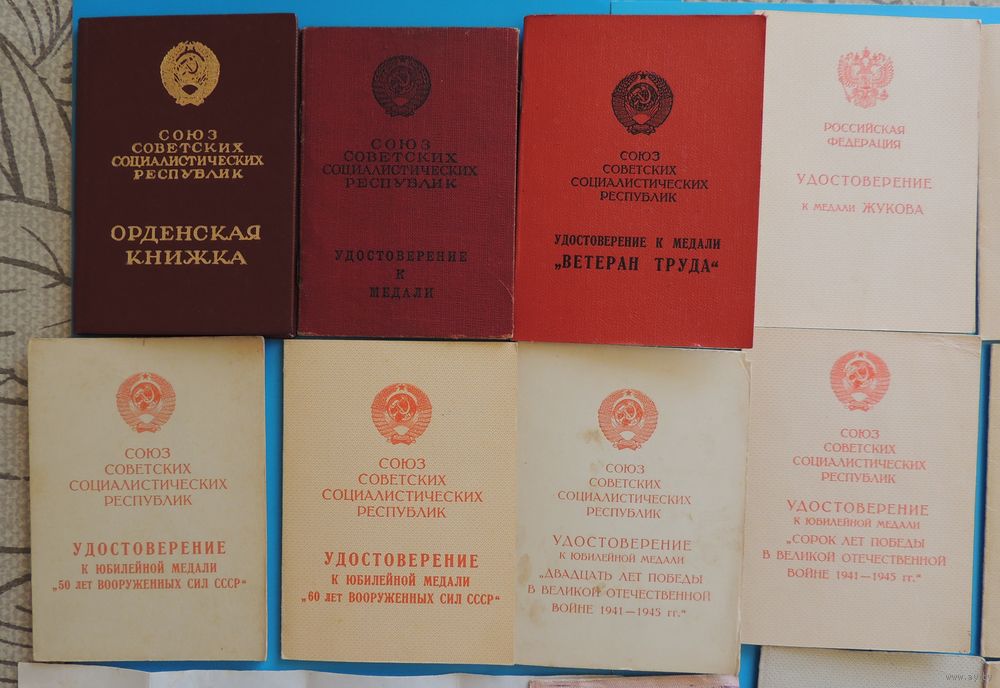 СОЮЗ
СОВЕТСКИХ
СОЦИАЛИСТИЧЕСКИХ
РЕСПУБЛИК
ОРДЕНСКАЯ
КНИЖКА
СОЮЗ
СОВЕТСКИХ
СОЦИАЛИСТИЧЕСКИХ
РЕСПУБЛИК
УДОСТОВЕРЕНИЕ
К
МЕДАЛИ
СОЮЗ
СОВЕТСКИХ
СОЦИАЛИСТИЧЕСКИХ
РЕСПУБЛИК
УДОСТОВЕРЕНИЕ К МЕДАЛИ
„ВЕТЕРАН ТРУДА“
РОССИЙСКАЯ
ФЕДЕРАЦИЯ
УДОСТОВЕРЕНИЕ
К МЕДАЛИ ЖУКОВА
СОЮЗ
СОВЕТСКИХ
СОЦИАЛИСТИЧЕСКИХ
РЕСПУБЛИК
УДОСТОВЕРЕНИЕ
К ЮБИЛЕЙНОЙ МЕДАЛИ
„50 ЛЕТ ВООРУЖЕННЫХ СИЛ СССР“
СОЮЗ
СОВЕТСКИХ
СОЦИАЛИСТИЧЕСКИХ
РЕСПУБЛИК
УДОСТОВЕРЕНИЕ
К ЮБИЛЕЙНОЙ МЕДАЛИ
„60 ЛЕТ ВООРУЖЕННЫХ СИЛ СССР“
СОЮЗ
СОВЕТСКИХ
СОЦИАЛИСТИЧЕСКИХ
РЕСПУБЛИК
УДОСТОВЕРЕНИЕ
К ЮБИЛЕЙНОЙ МЕДАЛИ
„ДВАДЦАТЬ ЛЕТ ПОБЕДЫ
В ВЕЛИКОЙ ОТЕЧЕСТВЕННОЙ
ВОЙНЕ 1941—1945 гг.“
СОЮЗ
СОВЕТСКИХ
СОЦИАЛИСТИЧЕСКИХ
РЕСПУБЛИК
УДОСТОВЕРЕНИЕ
К ЮБИЛЕЙНОЙ МЕДАЛИ
„СОРОК ЛЕТ ПОБЕДЫ
В ВЕЛИКОЙ ОТЕЧЕСТВЕННОЙ
ВОЙНЕ 1941—1945 гг.“
www.ay.by